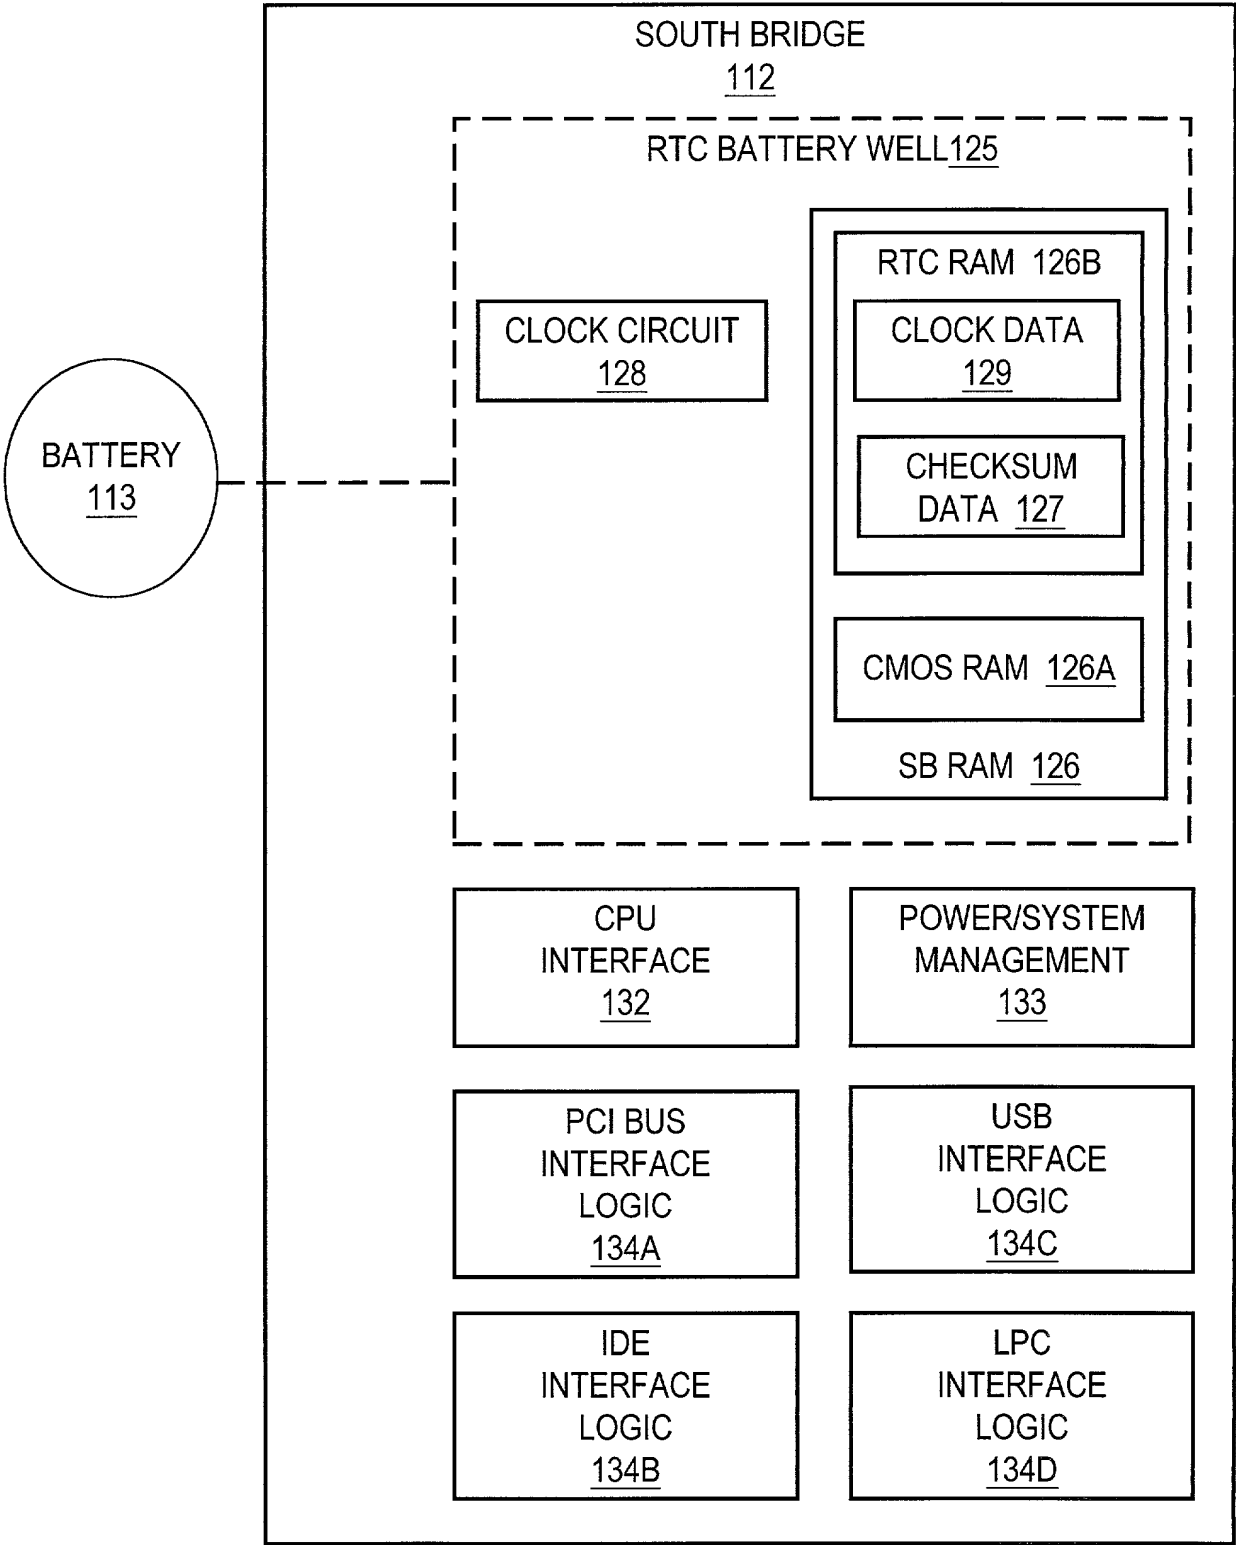 SOUTH BRIDGE
112
RTC BATTERY WELL125
RTC RAM 126B
CLOCK CIRCUIT
128
CLOCK DATA
129
BATTERY
113
CHECKSUM
DATA 127
CMOS RAM 126A
SB RAM 126
CPU
INTERFACE
132
POWER/SYSTEM
MANAGEMENT
133
PCI BUS
INTERFACE
LOGIC
134A
USB
INTERFACE
LOGIC
134C
IDE
INTERFACE
LOGIC
134B
LPC
INTERFACE
LOGIC
134D